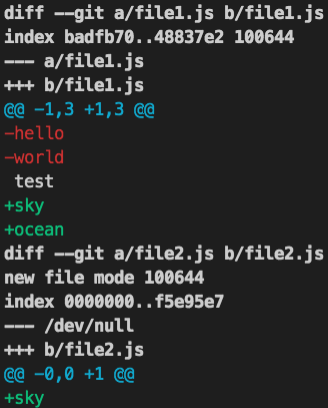 diff --git a/file1.js b/file1.js
index badfb70..48837e2 100644
--- a/file1.js
+++ b/file1.js
@@ -1,3 +1,3 @@
-hello
-world
 test
+sky
+ocean
diff --git a/file2.js b/file2.js
new file mode 100644
index 0000000..f5e95e7
--- /dev/null
+++ b/file2.js
@@ -0,0 +1 @@
+sky